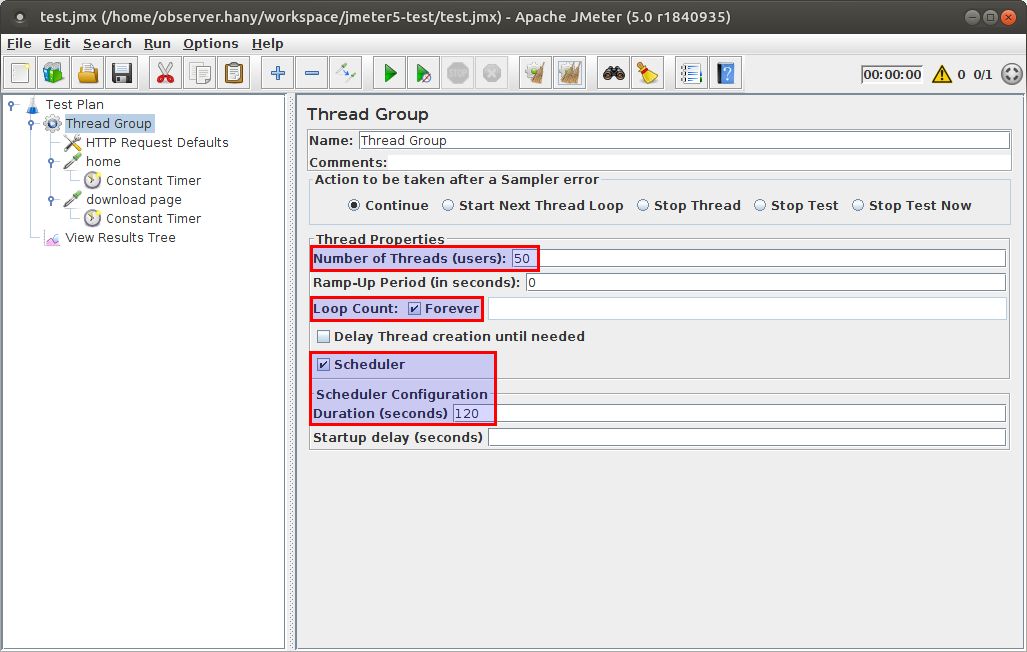 test.jmx (/home/observer.hany/workspace/jmeter5-test/test.jmx) - Apache JMeter (5.0 r1840935)
File Edit Search Run Options Help
STOP 00:00:00 0 0/1
Test Plan
Thread Group
HTTP Request Defaults
home
Constant Timer
download page
Constant Timer
View Results Tree
Thread Group
Name: Thread Group
Comments:
Action to be taken after a Sampler error
Continue Start Next Thread Loop Stop Thread Stop Test Stop Test Now
Thread Properties
Number of Threads (users): 50
Ramp-Up Period (in seconds): 0
Loop Count: Forever
Delay Thread creation until needed
Scheduler
Scheduler Configuration
Duration (seconds) 120
Startup delay (seconds)